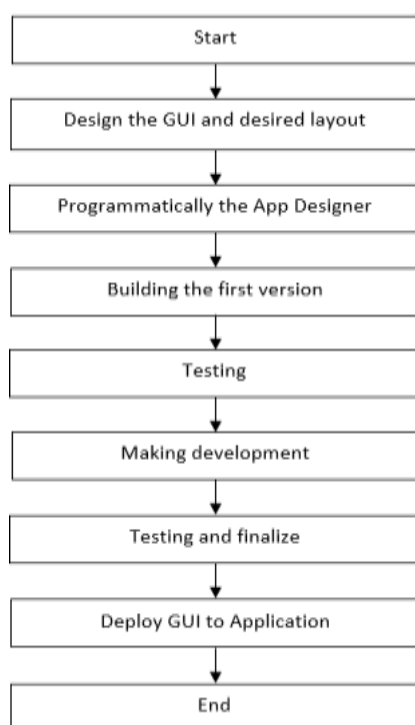 Start
Design the GUI and desired layout
Programmatically the App Designer
Building the first version
Testing
Making development
Testing and finalize
Deploy GUI to Application
End